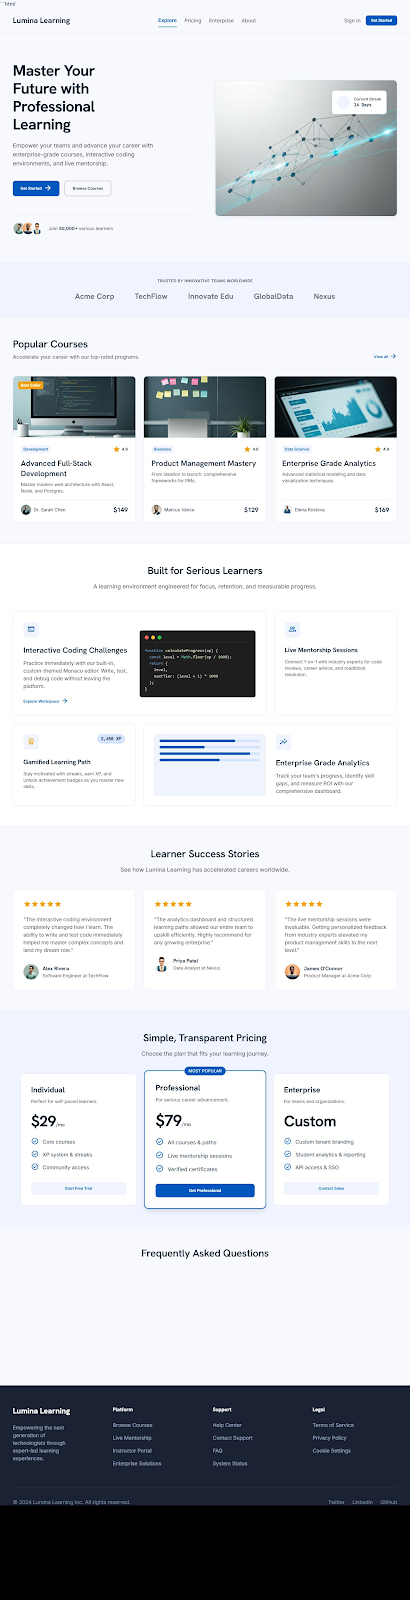 ```html
Lumina Learning
Explore
Pricing
Enterprise
About
Sign In
Get Started
Master Your
Future with
Professional
Learning
Empower your teams and advance your career with
enterprise-grade courses, interactive coding
environments, and live mentorship.
Get Started
Browse Courses
Join 50,000+ serious learners
Current Streak
14 Days
TRUSTED BY INNOVATIVE TEAMS WORLDWIDE
Acme Corp
TechFlow
Innovate Edu
GlobalData
Nexus
Popular Courses
Accelerate your career with our top-rated programs.
View all
Best Seller
Development
4.9
Advanced Full-Stack
Development
Master modern web architecture with React,
Node, and Postgres.
Dr. Sarah Chen
$149
Business
4.8
Product Management Mastery
From ideation to launch: comprehensive
frameworks for PMs.
Marcus Vance
$129
Data Science
4.8
Enterprise Grade Analytics
Advanced statistical modeling and data
visualization techniques.
Elena Rostova
$169
Built for Serious Learners
A learning environment engineered for focus, retention, and measurable progress.
Interactive Coding Challenges
Practice immediately with our built-in,
custom-themed Monaco editor. Write, test,
and debug code without leaving the
platform.
Explore Workspace
function calculateProgress(xp) {
const level = Math.floor(xp / 1000);
return {
level,
nextTier: (level + 1) * 1000
};
}
Live Mentorship Sessions
Connect 1-on-1 with industry experts for code
reviews, career advice, and roadblock
resolution.
2,450 XP
Gamified Learning Path
Stay motivated with streaks, earn XP, and
unlock achievement badges as you master new
skills.
Enterprise Grade Analytics
Track your team's progress, identify skill
gaps, and measure ROI with our
comprehensive dashboard.
Learner Success Stories
See how Lumina Learning has accelerated careers worldwide.
"The interactive coding environment
completely changed how I learn. The
ability to write and test code immediately
helped me master complex concepts and
land my dream role."
Alex Rivera
Software Engineer at TechFlow
"The analytics dashboard and structured
learning paths allowed our entire team to
upskill efficiently. Highly recommend for
any growing enterprise."
Priya Patel
Data Analyst at Nexus
"The live mentorship sessions were
invaluable. Getting personalized feedback
from industry experts elevated my
product management skills to the next
level."
James O'Connor
Product Manager at Acme Corp
Simple, Transparent Pricing
Choose the plan that fits your learning journey.
Individual
Perfect for self-paced learners.
$29/mo
Core courses
XP system & streaks
Community access
Start Free Trial
MOST POPULAR
Professional
For serious career advancement.
$79/mo
All courses & paths
Live mentorship sessions
Verified certificates
Get Professional
Enterprise
For teams and organizations.
Custom
Custom tenant branding
Student analytics & reporting
API access & SSO
Contact Sales
Frequently Asked Questions
Lumina Learning
Empowering the next
generation of
technologists through
expert-led learning
experiences.
Platform
Browse Courses
Live Mentorship
Instructor Portal
Enterprise Solutions
Support
Help Center
Contact Support
FAQ
System Status
Legal
Terms of Service
Privacy Policy
Cookie Settings
© 2024 Lumina Learning Inc. All rights reserved.
Twitter
LinkedIn
GitHub